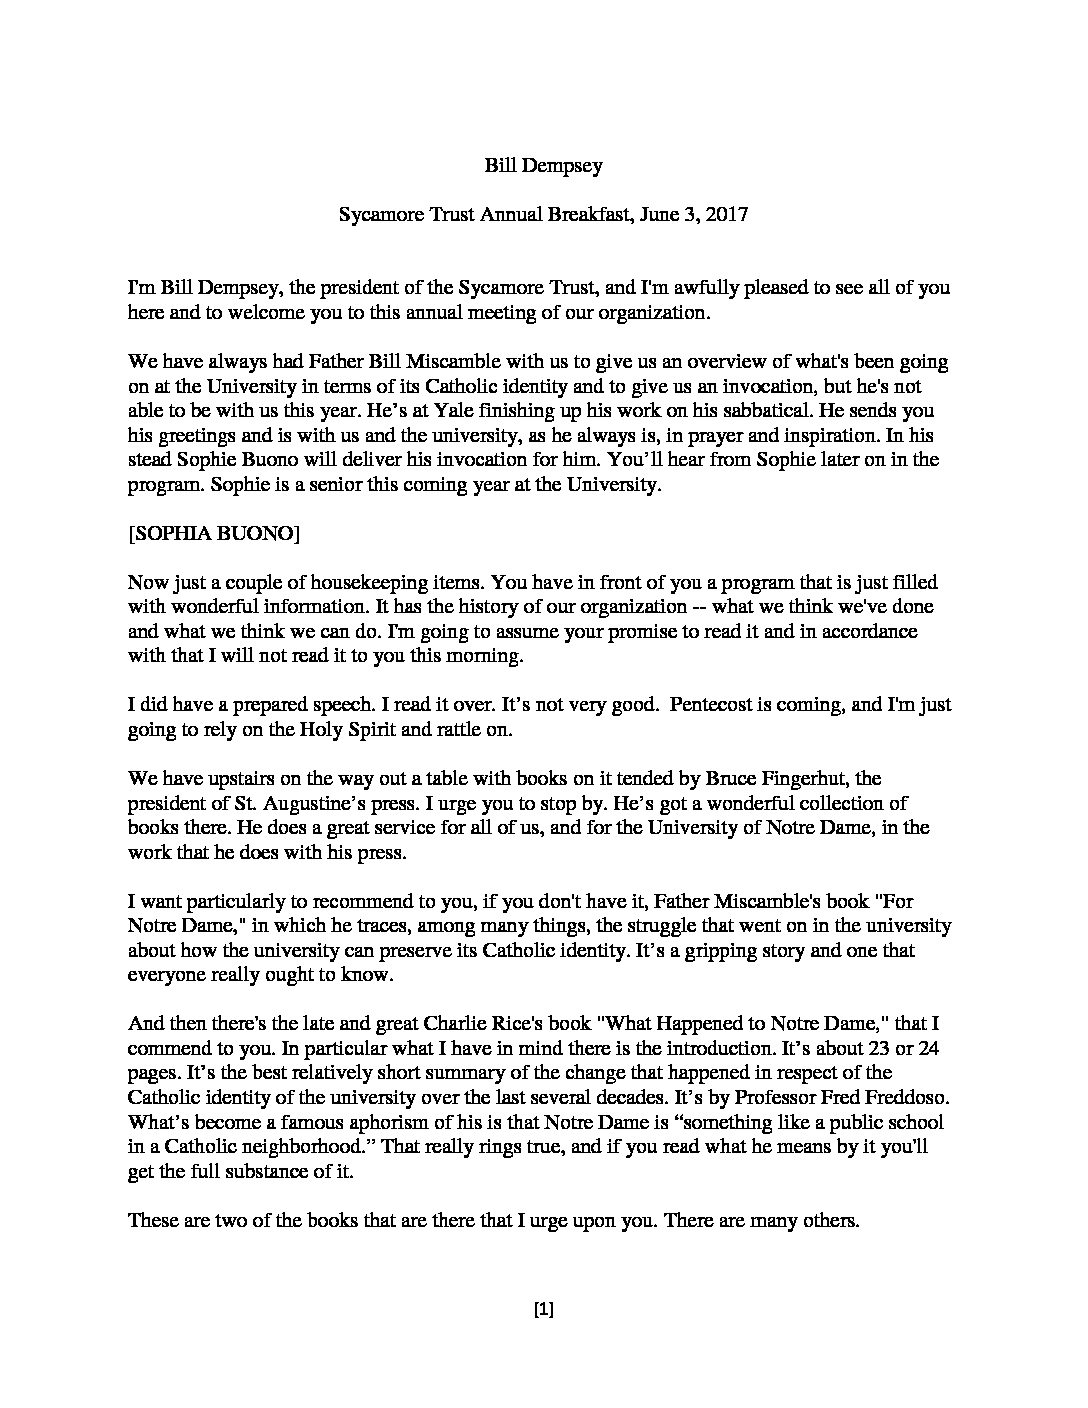 Bill Dempsey
Sycamore Trust Annual Breakfast, June 3, 2017
I'm Bill Dempsey, the president of the Sycamore Trust, and I'm awfully pleased to see all of you
here and to welcome you to this annual meeting of our organization.
We have always had Father Bill Miscamble with us to give us an overview of what's been going
on at the University in terms of its Catholic identity and to give us an invocation, but he's not
able to be with us this year. He’s at Yale finishing up his work on his sabbatical. He sends you
his greetings and is with us and the university, as he always is, in prayer and inspiration. In his
stead Sophie Buono will deliver his invocation for him. You’ll hear from Sophie later on in the
program. Sophie is a senior this coming year at the University.
[SOPHIA BUONO]
Now just a couple of housekeeping items. You have in front of you a program that is just filled
with wonderful information. It has the history of our organization -- what we think we've done
and what we think we can do. I'm going to assume your promise to read it and in accordance
with that I will not read it to you this morning.
I did have a prepared speech. I read it over. It’s not very good.  Pentecost is coming, and I'm just
going to rely on the Holy Spirit and rattle on.
We have upstairs on the way out a table with books on it tended by Bruce Fingerhut, the
president of St. Augustine’s press. I urge you to stop by. He’s got a wonderful collection of
books there. He does a great service for all of us, and for the University of Notre Dame, in the
work that he does with his press.
I want particularly to recommend to you, if you don't have it, Father Miscamble's book "For
Notre Dame," in which he traces, among many things, the struggle that went on in the university
about how the university can preserve its Catholic identity. It’s a gripping story and one that
everyone really ought to know.
And then there's the late and great Charlie Rice's book "What Happened to Notre Dame," that I
commend to you. In particular what I have in mind there is the introduction. It’s about 23 or 24
pages. It’s the best relatively short summary of the change that happened in respect of the
Catholic identity of the university over the last several decades. It’s by Professor Fred Freddoso.
What’s become a famous aphorism of his is that Notre Dame is “something like a public school
in a Catholic neighborhood.” That really rings true, and if you read what he means by it you'll
get the full substance of it.
These are two of the books that are there that I urge upon you. There are many others.
[1]